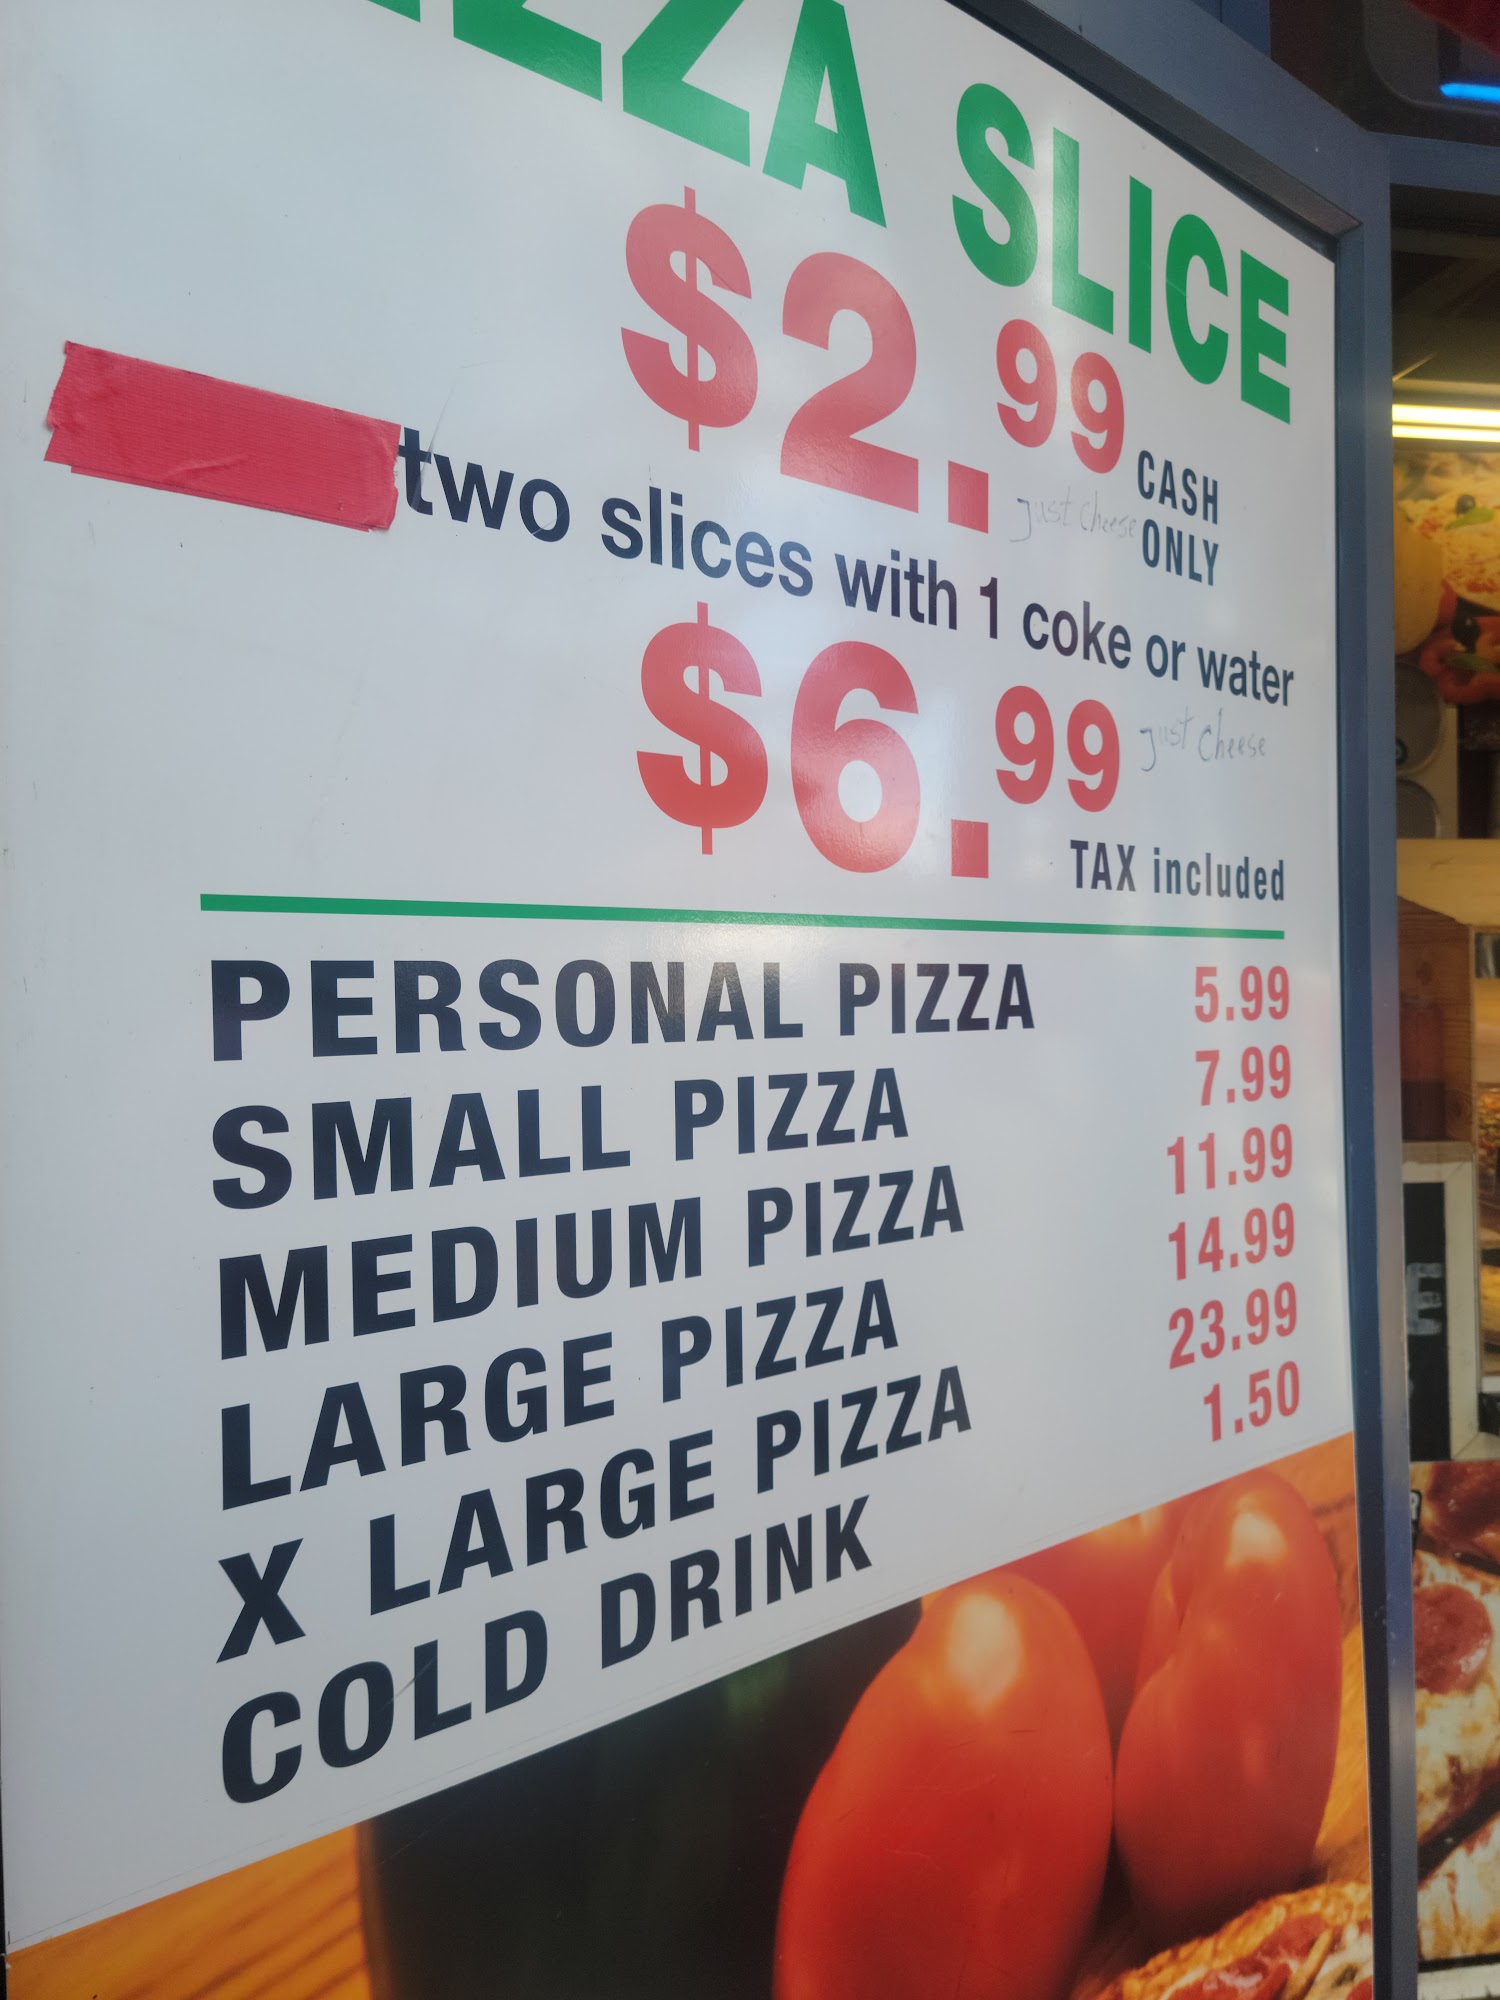 SLICE
$2.99 CASH ONLY
just cheese
two slices with 1 coke or water
$6.99 just cheese
TAX included
PERSONAL PIZZA 5.99
SMALL PIZZA 7.99
MEDIUM PIZZA 11.99
LARGE PIZZA 14.99
X LARGE PIZZA 23.99
COLD DRINK 1.50